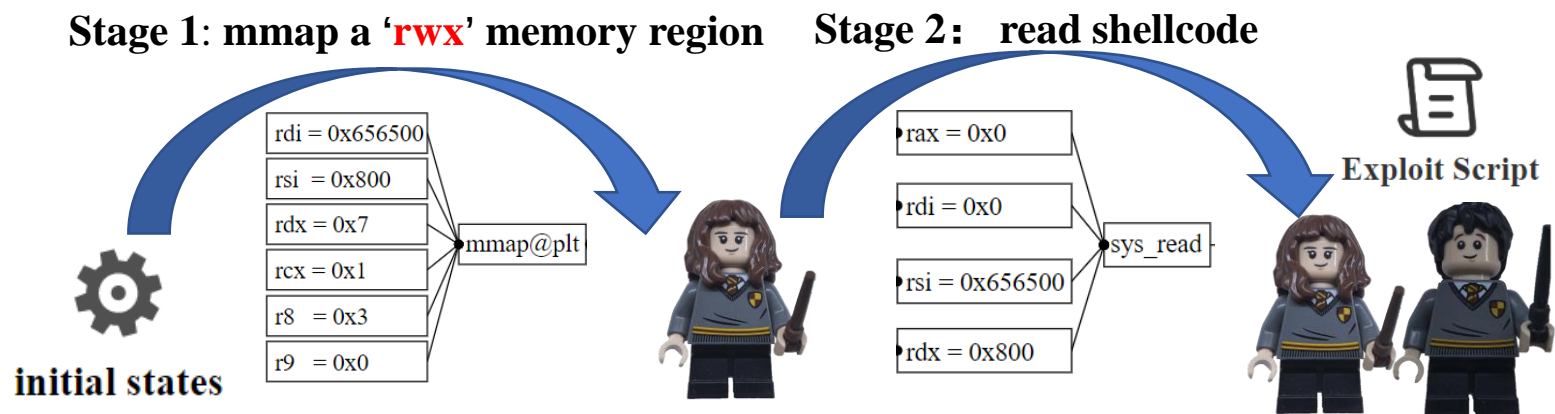 Stage 1: mmap a ‘rwx’ memory region
Stage 2： read shellcode
rdi = 0x656500
rsi = 0x800
rdx = 0x7
rcx = 0x1
r8 = 0x3
r9 = 0x0
mmap@plt
initial states
rax = 0x0
rdi = 0x0
rsi = 0x656500
rdx = 0x800
sys_read
Exploit Script